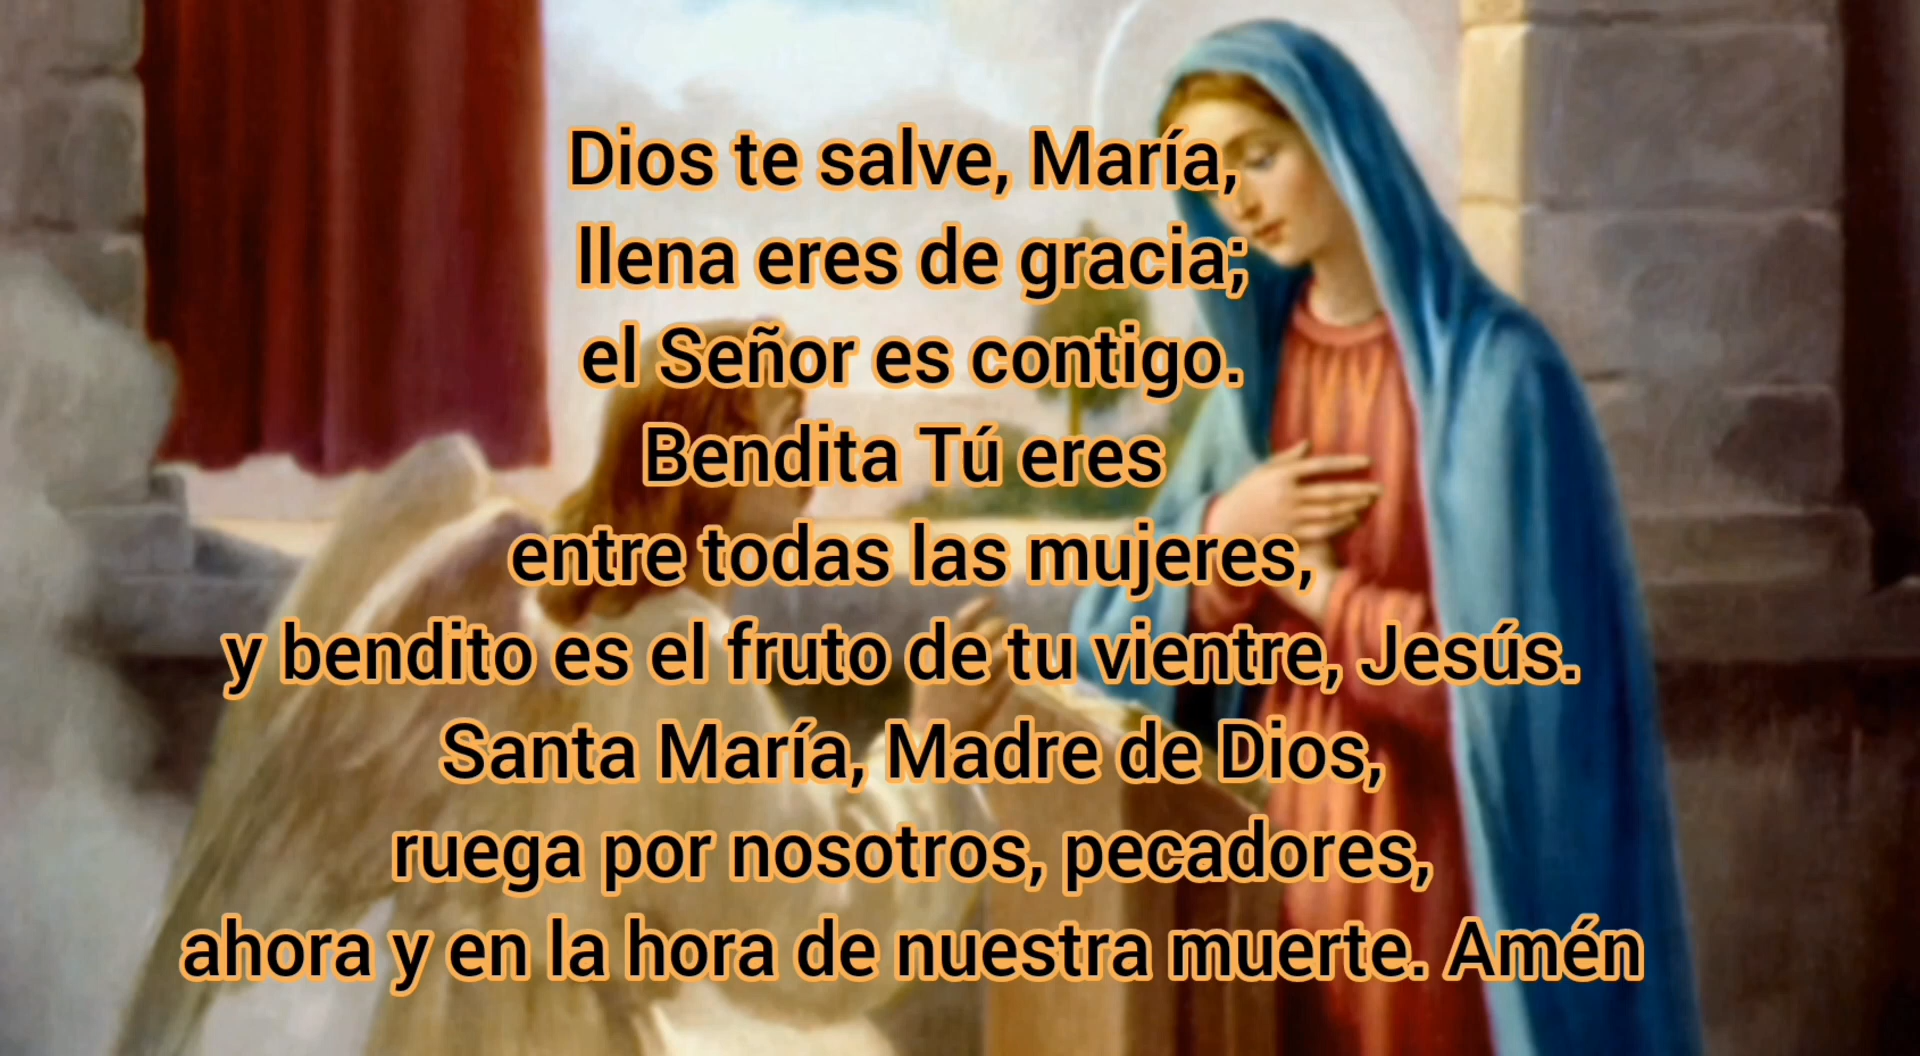 Dios te salve, María,
llena eres de gracia;
el Señor es contigo.
Bendita Tú eres
entre todas las mujeres,
y bendito es el fruto de tu vientre, Jesús.
Santa María, Madre de Dios,
ruega por nosotros, pecadores,
ahora y en la hora de nuestra muerte. Amén